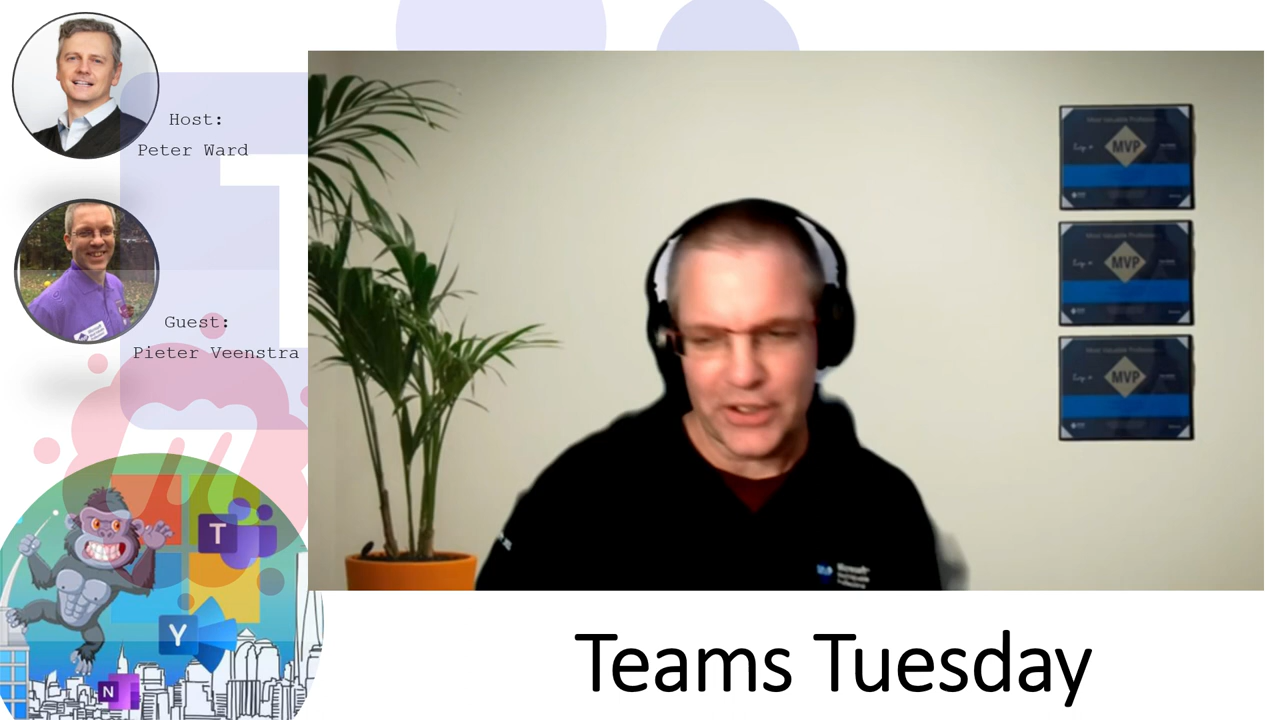 Host:
Peter Ward
Guest:
Pieter Veenstra
MVP
MVP
MVP
T
Y
N
Teams Tuesday